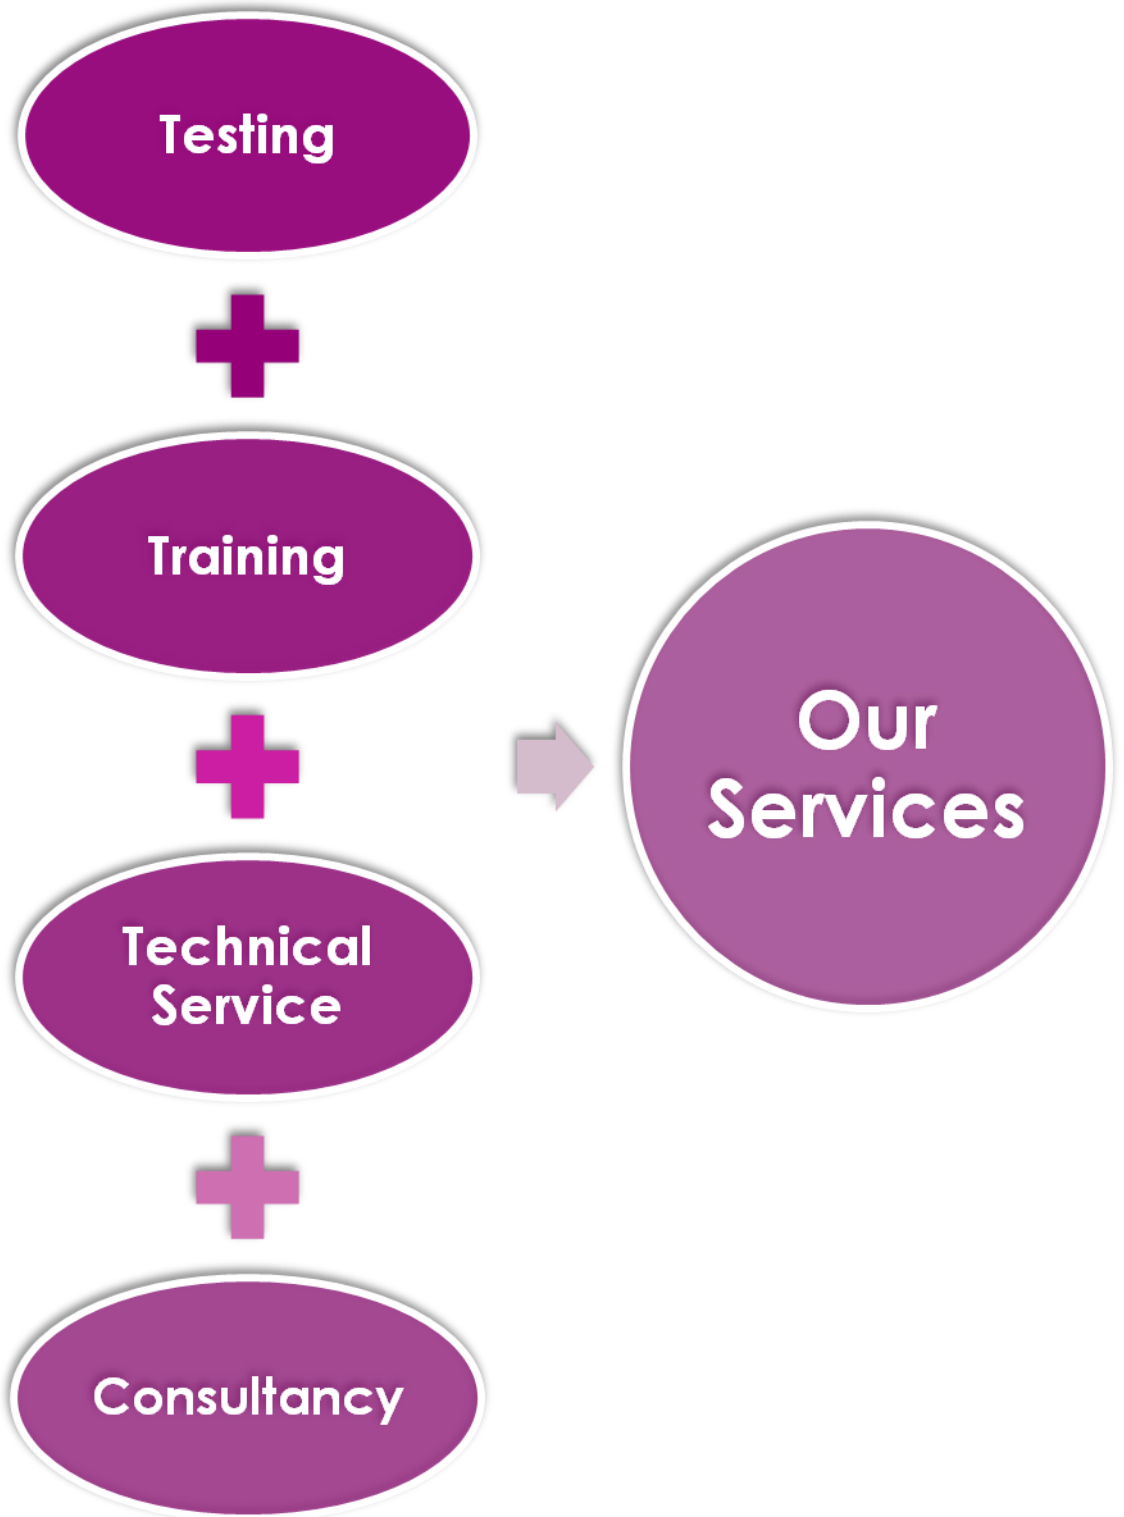 Testing
Training
Technical
Service
Consultancy
Our
Services